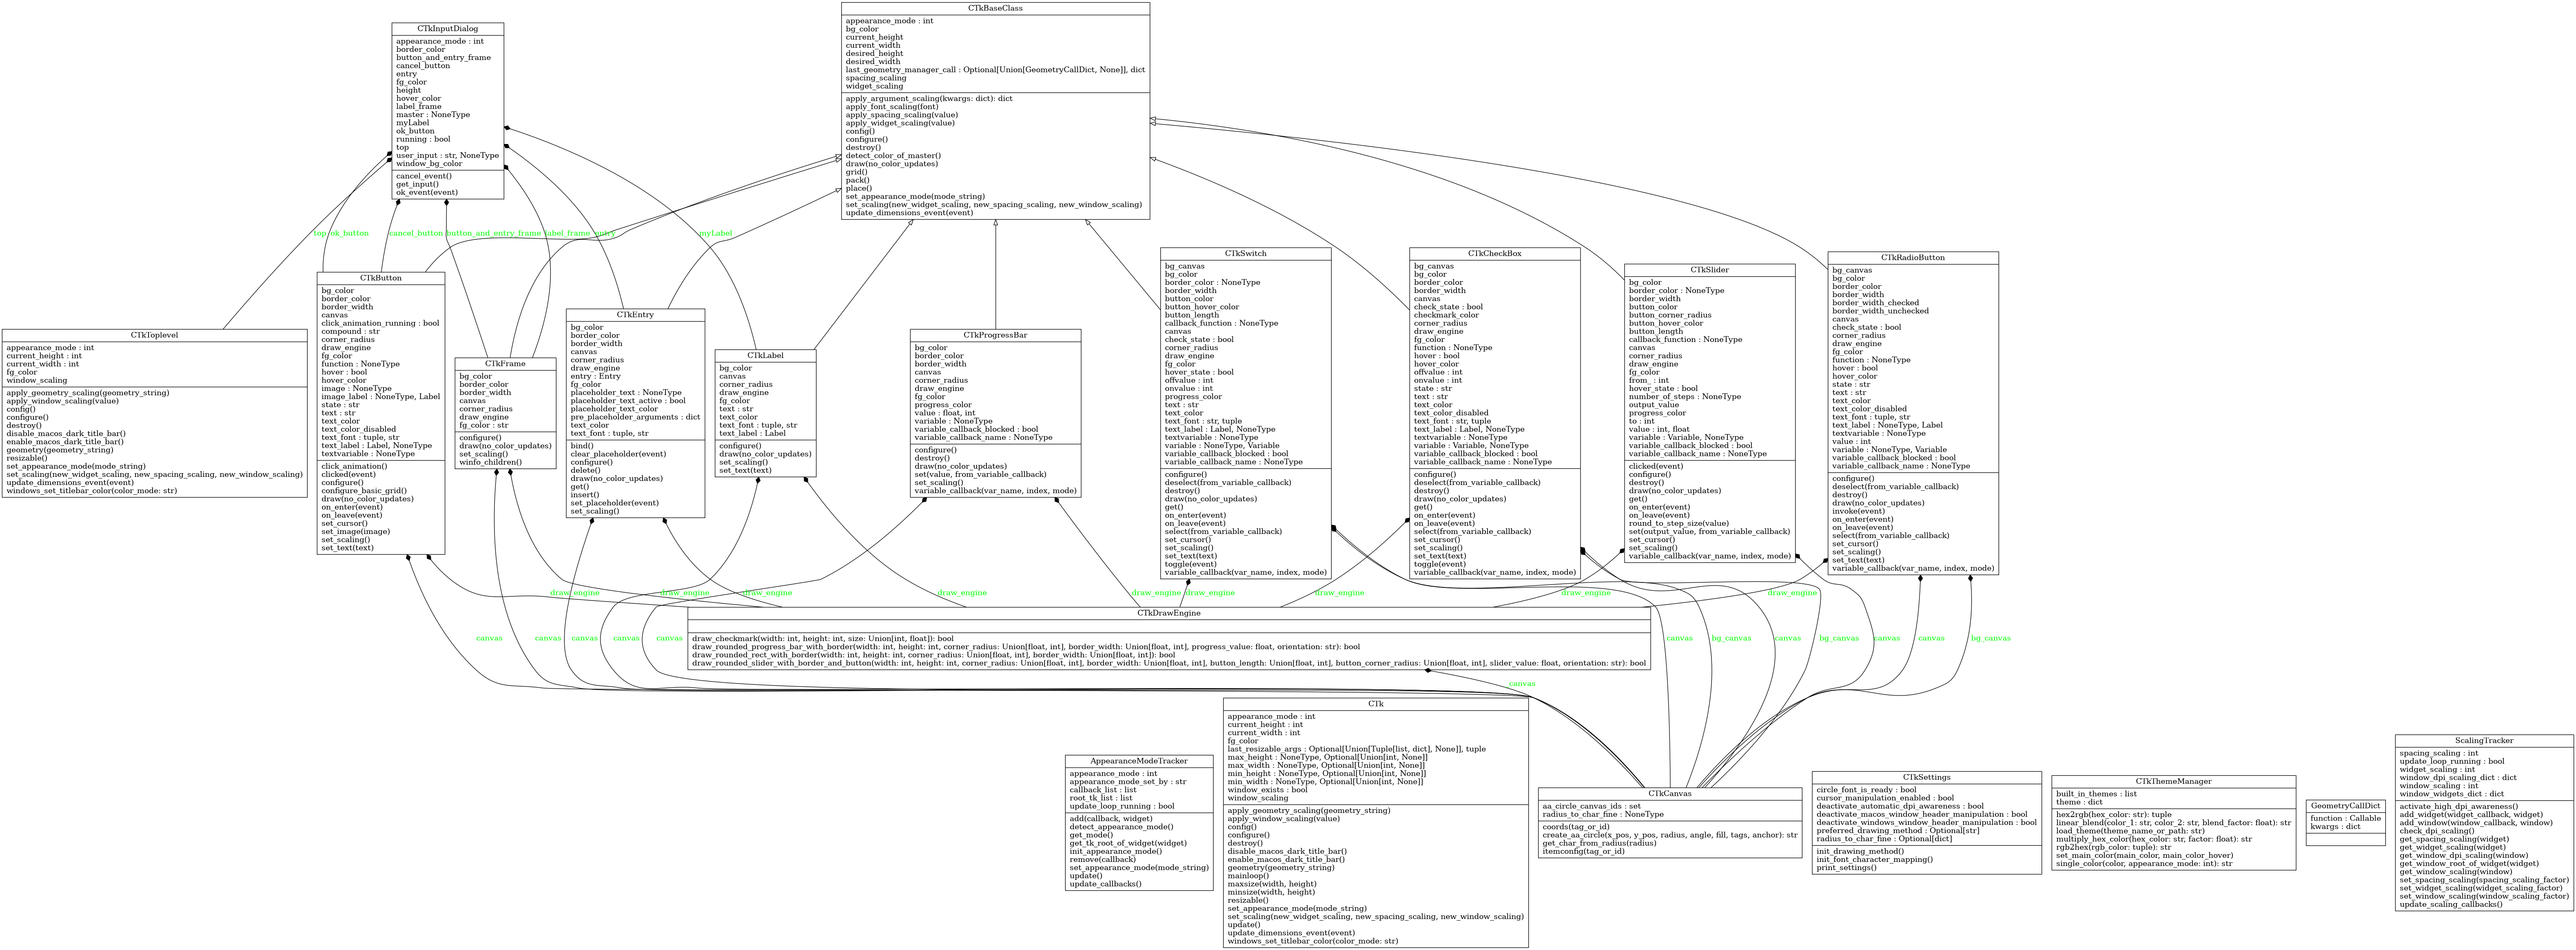 CTkInputDialog
appearance_mode : int
border_color
button_and_entry_frame
cancel_button
entry
fg_color
height
hover_color
label_frame
master : NoneType
myLabel
ok_button
running : bool
top
user_input : str, NoneType
window_bg_color
cancel_event()
get_input()
ok_event(event)
CTkBaseClass
appearance_mode : int
bg_color
current_height
current_width
desired_height
desired_width
last_geometry_manager_call : Optional[Union[GeometryCallDict, None]], dict
spacing_scaling
widget_scaling
apply_argument_scaling(kwargs: dict): dict
apply_font_scaling(font)
apply_spacing_scaling(value)
apply_widget_scaling(value)
config()
configure()
destroy()
detect_color_of_master()
draw(no_color_updates)
grid()
pack()
place()
set_appearance_mode(mode_string)
set_scaling(new_widget_scaling, new_spacing_scaling, new_window_scaling)
update_dimensions_event(event)
top
ok_button
cancel_button
button_and_entry_frame
label_frame
entry
myLabel
CTkToplevel
appearance_mode : int
current_height : int
current_width : int
fg_color
window_scaling
apply_geometry_scaling(geometry_string)
apply_window_scaling(value)
config()
configure()
destroy()
disable_macos_dark_title_bar()
enable_macos_dark_title_bar()
geometry(geometry_string)
resizable()
set_appearance_mode(mode_string)
set_scaling(new_widget_scaling, new_spacing_scaling, new_window_scaling)
update_dimensions_event(event)
windows_set_titlebar_color(color_mode: str)
CTkButton
bg_color
border_color
border_width
canvas
click_animation_running : bool
compound : str
corner_radius
draw_engine
fg_color
function : NoneType
hover : bool
hover_color
image : NoneType
image_label : NoneType, Label
state : str
text : str
text_color
text_color_disabled
text_font : tuple, str
text_label : Label, NoneType
textvariable : NoneType
click_animation()
clicked(event)
configure()
configure_basic_grid()
draw(no_color_updates)
on_enter(event)
on_leave(event)
set_cursor()
set_image(image)
set_scaling()
set_text(text)
CTkFrame
bg_color
border_color
border_width
canvas
corner_radius
draw_engine
fg_color : str
configure()
draw(no_color_updates)
set_scaling()
winfo_children()
CTkEntry
bg_color
border_color
border_width
canvas
corner_radius
draw_engine
entry : Entry
fg_color
placeholder_text : NoneType
placeholder_text_active : bool
placeholder_text_color
pre_placeholder_arguments : dict
text_color
text_font : tuple, str
bind()
clear_placeholder(event)
configure()
delete()
draw(no_color_updates)
get()
insert()
set_placeholder(event)
set_scaling()
CTkLabel
bg_color
canvas
corner_radius
draw_engine
fg_color
text : str
text_color
text_font : tuple, str
text_label : Label
configure()
draw(no_color_updates)
set_scaling()
set_text(text)
CTkProgressBar
bg_color
border_color
border_width
canvas
corner_radius
draw_engine
fg_color
progress_color
value : float, int
variable : NoneType
variable_callback_blocked : bool
variable_callback_name : NoneType
configure()
destroy()
draw(no_color_updates)
set(value, from_variable_callback)
set_scaling()
variable_callback(var_name, index, mode)
CTkSwitch
bg_canvas
bg_color
border_color : NoneType
border_width
button_color
button_hover_color
button_length
callback_function : NoneType
canvas
check_state : bool
corner_radius
draw_engine
fg_color
hover_state : bool
offvalue : int
onvalue : int
progress_color
text : str
text_color
text_font : str, tuple
text_label : Label, NoneType
textvariable : NoneType
variable : NoneType, Variable
variable_callback_blocked : bool
variable_callback_name : NoneType
configure()
deselect(from_variable_callback)
destroy()
draw(no_color_updates)
get()
on_enter(event)
on_leave(event)
select(from_variable_callback)
set_cursor()
set_scaling()
set_text(text)
toggle(event)
variable_callback(var_name, index, mode)
CTkCheckBox
bg_canvas
bg_color
border_color
border_width
canvas
check_state : bool
checkmark_color
corner_radius
draw_engine
fg_color
function : NoneType
hover : bool
hover_color
offvalue : int
onvalue : int
state : str
text : str
text_color
text_color_disabled
text_font : str, tuple
text_label : Label, NoneType
textvariable : NoneType
variable : Variable, NoneType
variable_callback_blocked : bool
variable_callback_name : NoneType
configure()
deselect(from_variable_callback)
destroy()
draw(no_color_updates)
get()
on_enter(event)
on_leave(event)
select(from_variable_callback)
set_cursor()
set_scaling()
set_text(text)
toggle(event)
variable_callback(var_name, index, mode)
CTkSlider
bg_color
border_color : NoneType
border_width
button_color
button_corner_radius
button_hover_color
button_length
callback_function : NoneType
canvas
corner_radius
draw_engine
fg_color
from_ : int
hover_state : bool
number_of_steps : NoneType
output_value
progress_color
to : int
value : int, float
variable : Variable, NoneType
variable_callback_blocked : bool
variable_callback_name : NoneType
clicked(event)
configure()
destroy()
draw(no_color_updates)
get()
on_enter(event)
on_leave(event)
round_to_step_size(value)
set(output_value, from_variable_callback)
set_cursor()
set_scaling()
variable_callback(var_name, index, mode)
CTkRadioButton
bg_canvas
bg_color
border_color
border_width
border_width_checked
border_width_unchecked
canvas
check_state : bool
corner_radius
draw_engine
fg_color
function : NoneType
hover : bool
hover_color
state : str
text : str
text_color
text_color_disabled
text_font : tuple, str
text_label : NoneType, Label
textvariable : NoneType
value : int
variable : NoneType, Variable
variable_callback_blocked : bool
variable_callback_name : NoneType
configure()
deselect(from_variable_callback)
destroy()
draw(no_color_updates)
invoke(event)
on_enter(event)
on_leave(event)
select(from_variable_callback)
set_cursor()
set_scaling()
set_text(text)
variable_callback(var_name, index, mode)
draw_engine
draw_engine
draw_engine
draw_engine
draw_engine
draw_engine
draw_engine
draw_engine
draw_engine
CTkDrawEngine
draw_checkmark(width: int, height: int, size: Union[int, float]): bool
draw_rounded_progress_bar_with_border(width: int, height: int, corner_radius: Union[float, int], border_width: Union[float, int], progress_value: float, orientation: str): bool
draw_rounded_rect_with_border(width: int, height: int, corner_radius: Union[float, int], border_width: Union[float, int]): bool
draw_rounded_slider_with_border_and_button(width: int, height: int, corner_radius: Union[float, int], border_width: Union[float, int], button_length: Union[float, int], button_corner_radius: Union[float, int], slider_value: float, orientation: str): bool
canvas
canvas
canvas
canvas
canvas
canvas
bg_canvas
canvas
bg_canvas
canvas
canvas
bg_canvas
canvas
AppearanceModeTracker
appearance_mode : int
appearance_mode_set_by : str
callback_list : list
root_tk_list : list
update_loop_running : bool
add(callback, widget)
detect_appearance_mode()
get_mode()
get_tk_root_of_widget(widget)
init_appearance_mode()
remove(callback)
set_appearance_mode(mode_string)
update()
update_callbacks()
CTk
appearance_mode : int
current_height : int
current_width : int
fg_color
last_resizable_args : Optional[Union[Tuple[list, dict], None]], tuple
max_height : NoneType, Optional[Union[int, None]]
max_width : NoneType, Optional[Union[int, None]]
min_height : NoneType, Optional[Union[int, None]]
min_width : NoneType, Optional[Union[int, None]]
window_exists : bool
window_scaling
apply_geometry_scaling(geometry_string)
apply_window_scaling(value)
config()
configure()
destroy()
disable_macos_dark_title_bar()
enable_macos_dark_title_bar()
geometry(geometry_string)
mainloop()
maxsize(width, height)
minsize(width, height)
resizable()
set_appearance_mode(mode_string)
set_scaling(new_widget_scaling, new_spacing_scaling, new_window_scaling)
update()
update_dimensions_event(event)
windows_set_titlebar_color(color_mode: str)
CTkCanvas
aa_circle_canvas_ids : set
radius_to_char_fine : NoneType
coords(tag_or_id)
create_aa_circle(x_pos, y_pos, radius, angle, fill, tags, anchor): str
get_char_from_radius(radius)
itemconfig(tag_or_id)
CTkSettings
circle_font_is_ready : bool
cursor_manipulation_enabled : bool
deactivate_automatic_dpi_awareness : bool
deactivate_macos_window_header_manipulation : bool
deactivate_windows_window_header_manipulation : bool
preferred_drawing_method : Optional[str]
radius_to_char_fine : Optional[dict]
init_drawing_method()
init_font_character_mapping()
print_settings()
CTkThemeManager
built_in_themes : list
theme : dict
hex2rgb(hex_color: str): tuple
linear_blend(color_1: str, color_2: str, blend_factor: float): str
load_theme(theme_name_or_path: str)
multiply_hex_color(hex_color: str, factor: float): str
rgb2hex(rgb_color: tuple): str
set_main_color(main_color, main_color_hover)
single_color(color, appearance_mode: int): str
GeometryCallDict
function : Callable
kwargs : dict
ScalingTracker
spacing_scaling : int
update_loop_running : bool
widget_scaling : int
window_dpi_scaling_dict : dict
window_scaling : int
window_widgets_dict : dict
activate_high_dpi_awareness()
add_widget(widget_callback, widget)
add_window(window_callback, window)
check_dpi_scaling()
get_spacing_scaling(widget)
get_widget_scaling(widget)
get_window_dpi_scaling(window)
get_window_root_of_widget(widget)
get_window_scaling(window)
set_spacing_scaling(spacing_scaling_factor)
set_widget_scaling(widget_scaling_factor)
set_window_scaling(window_scaling_factor)
update_scaling_callbacks()